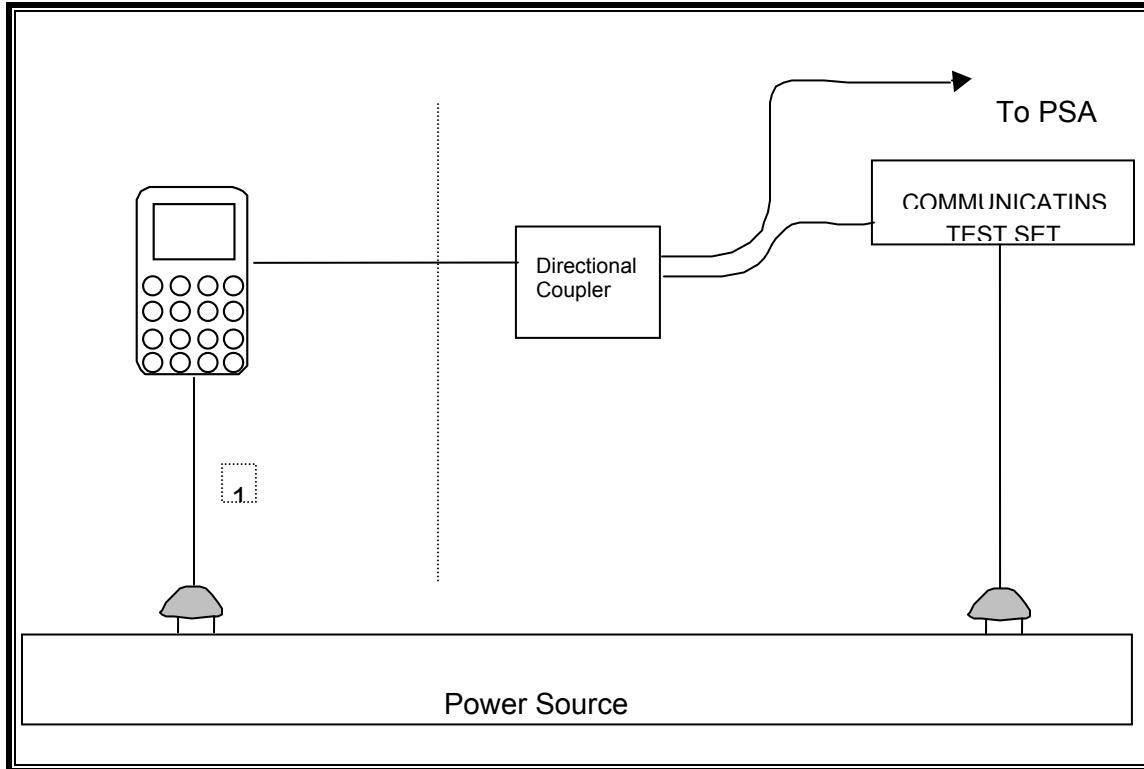 To PSA
COMMUNICATINS
TEST SET
Directional
Coupler
1
Power Source